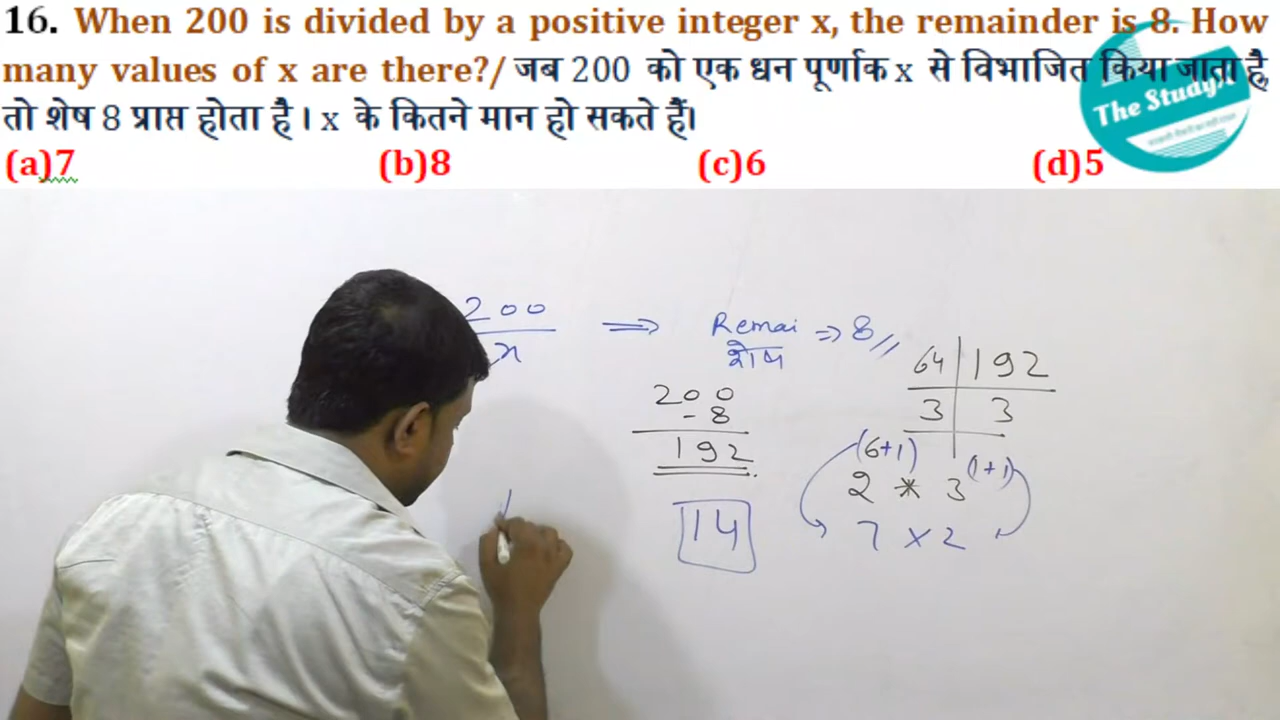 16. When 200 is divided by a positive integer x, the remainder is 8. How
many values of x are there?/ जब 200 को एक धन पूर्णाक x से विभाजित किया जाता है,
तो शेष 8 प्राप्त होता है। x के कितने मान हो सकते हैं।
The StudyX
(a)7 (b)8 (c)6 (d)5
200 ⇒ Remai ⇒ 8 //
x शेष
200
-8
192
14
64 | 192
3 | 3
(6+1) (1+1)
2 * 3
7 × 2